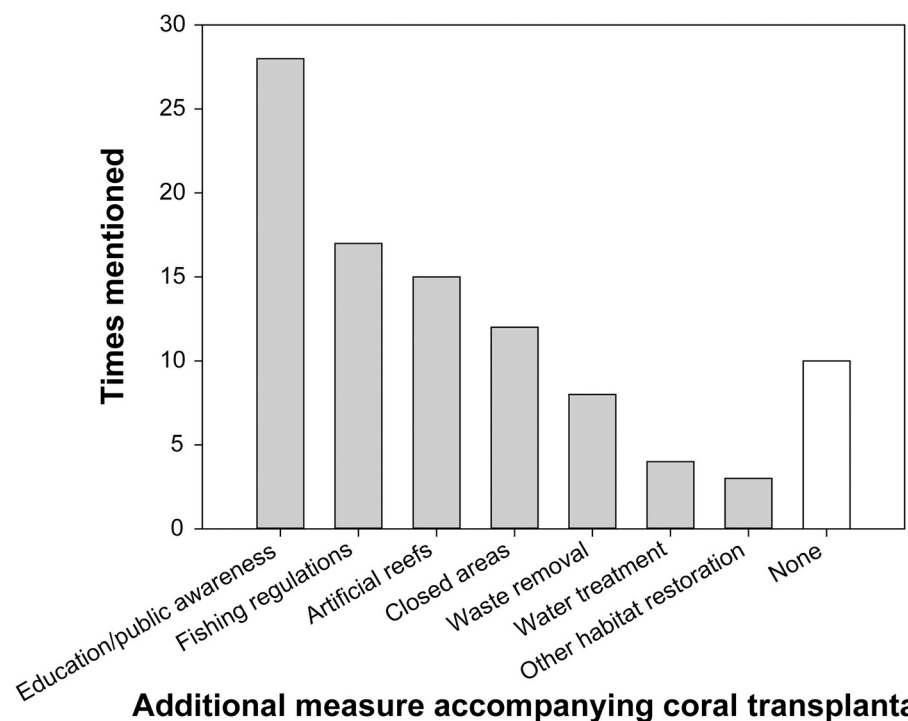 30
25
20
15
10
5
0
Times mentioned
Education/public awareness
Fishing regulations
Artificial reefs
Closed areas
Waste removal
Water treatment
Other habitat restoration
None
Additional measure accompanying coral transplanta